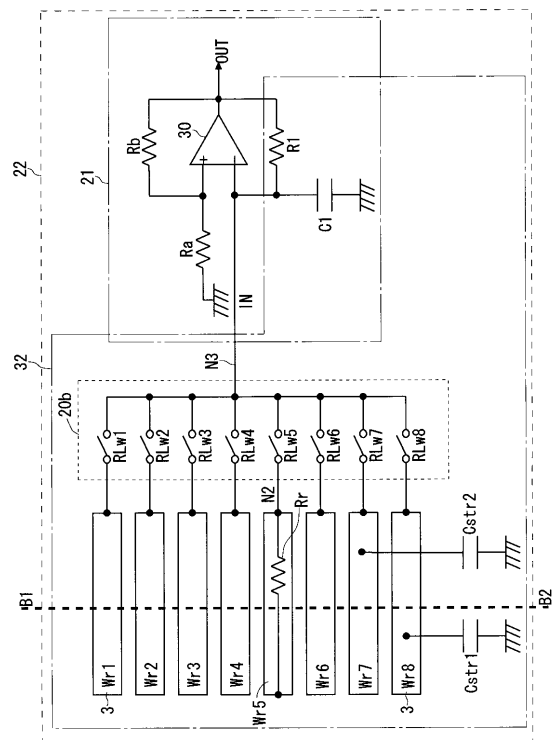 22
21
Rb
30
OUT
+
−
Ra
R1
C1
IN
32
N3
20b
RLw1
RLw2
RLw3
RLw4
RLw5
RLw6
RLw7
RLw8
N2
Rr
B1
B2
Wr1
Wr2
Wr3
Wr4
Wr5
Wr6
Wr7
Wr8
3
3
Cstr1
Cstr2